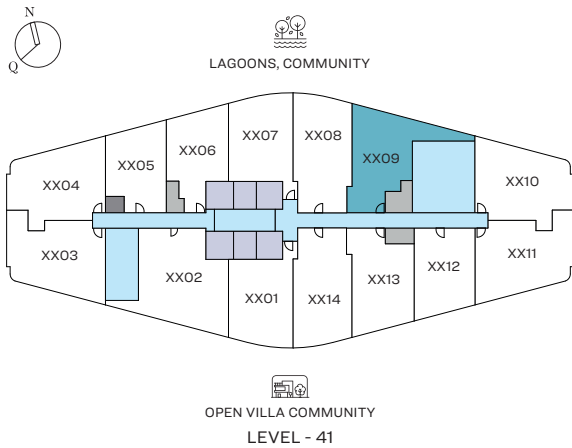 N
Q
LAGOONS, COMMUNITY
XX07
XX08
XX06
XX09
XX05
XX04
XX10
XX03
XX02
XX01
XX14
XX13
XX12
XX11
OPEN VILLA COMMUNITY
LEVEL - 41